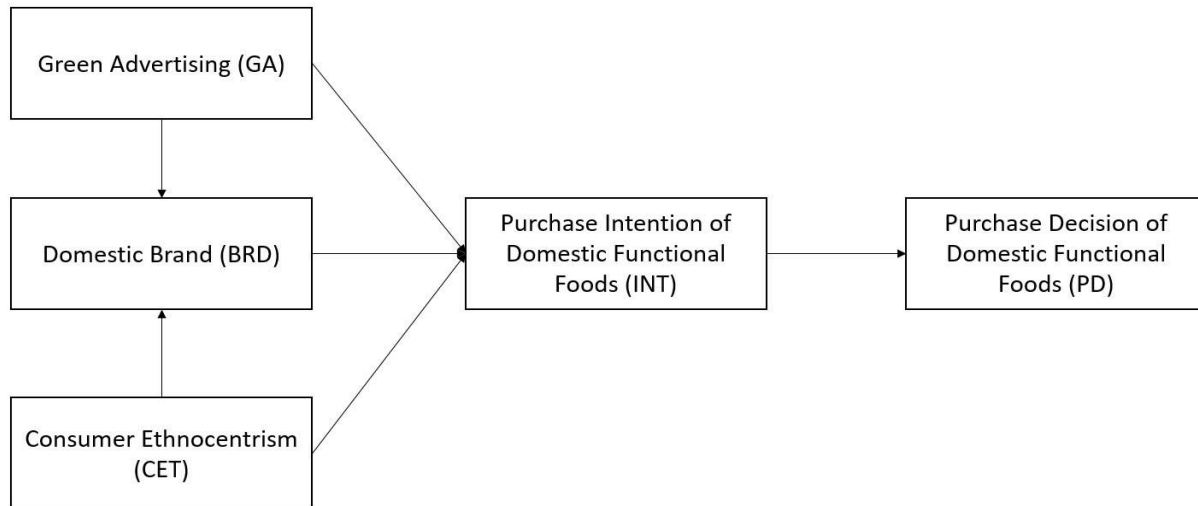 Green Advertising (GA)
Domestic Brand (BRD)
Purchase Intention of
Domestic Functional
Foods (INT)
Purchase Decision of
Domestic Functional
Foods (PD)
Consumer Ethnocentrism
(CET)